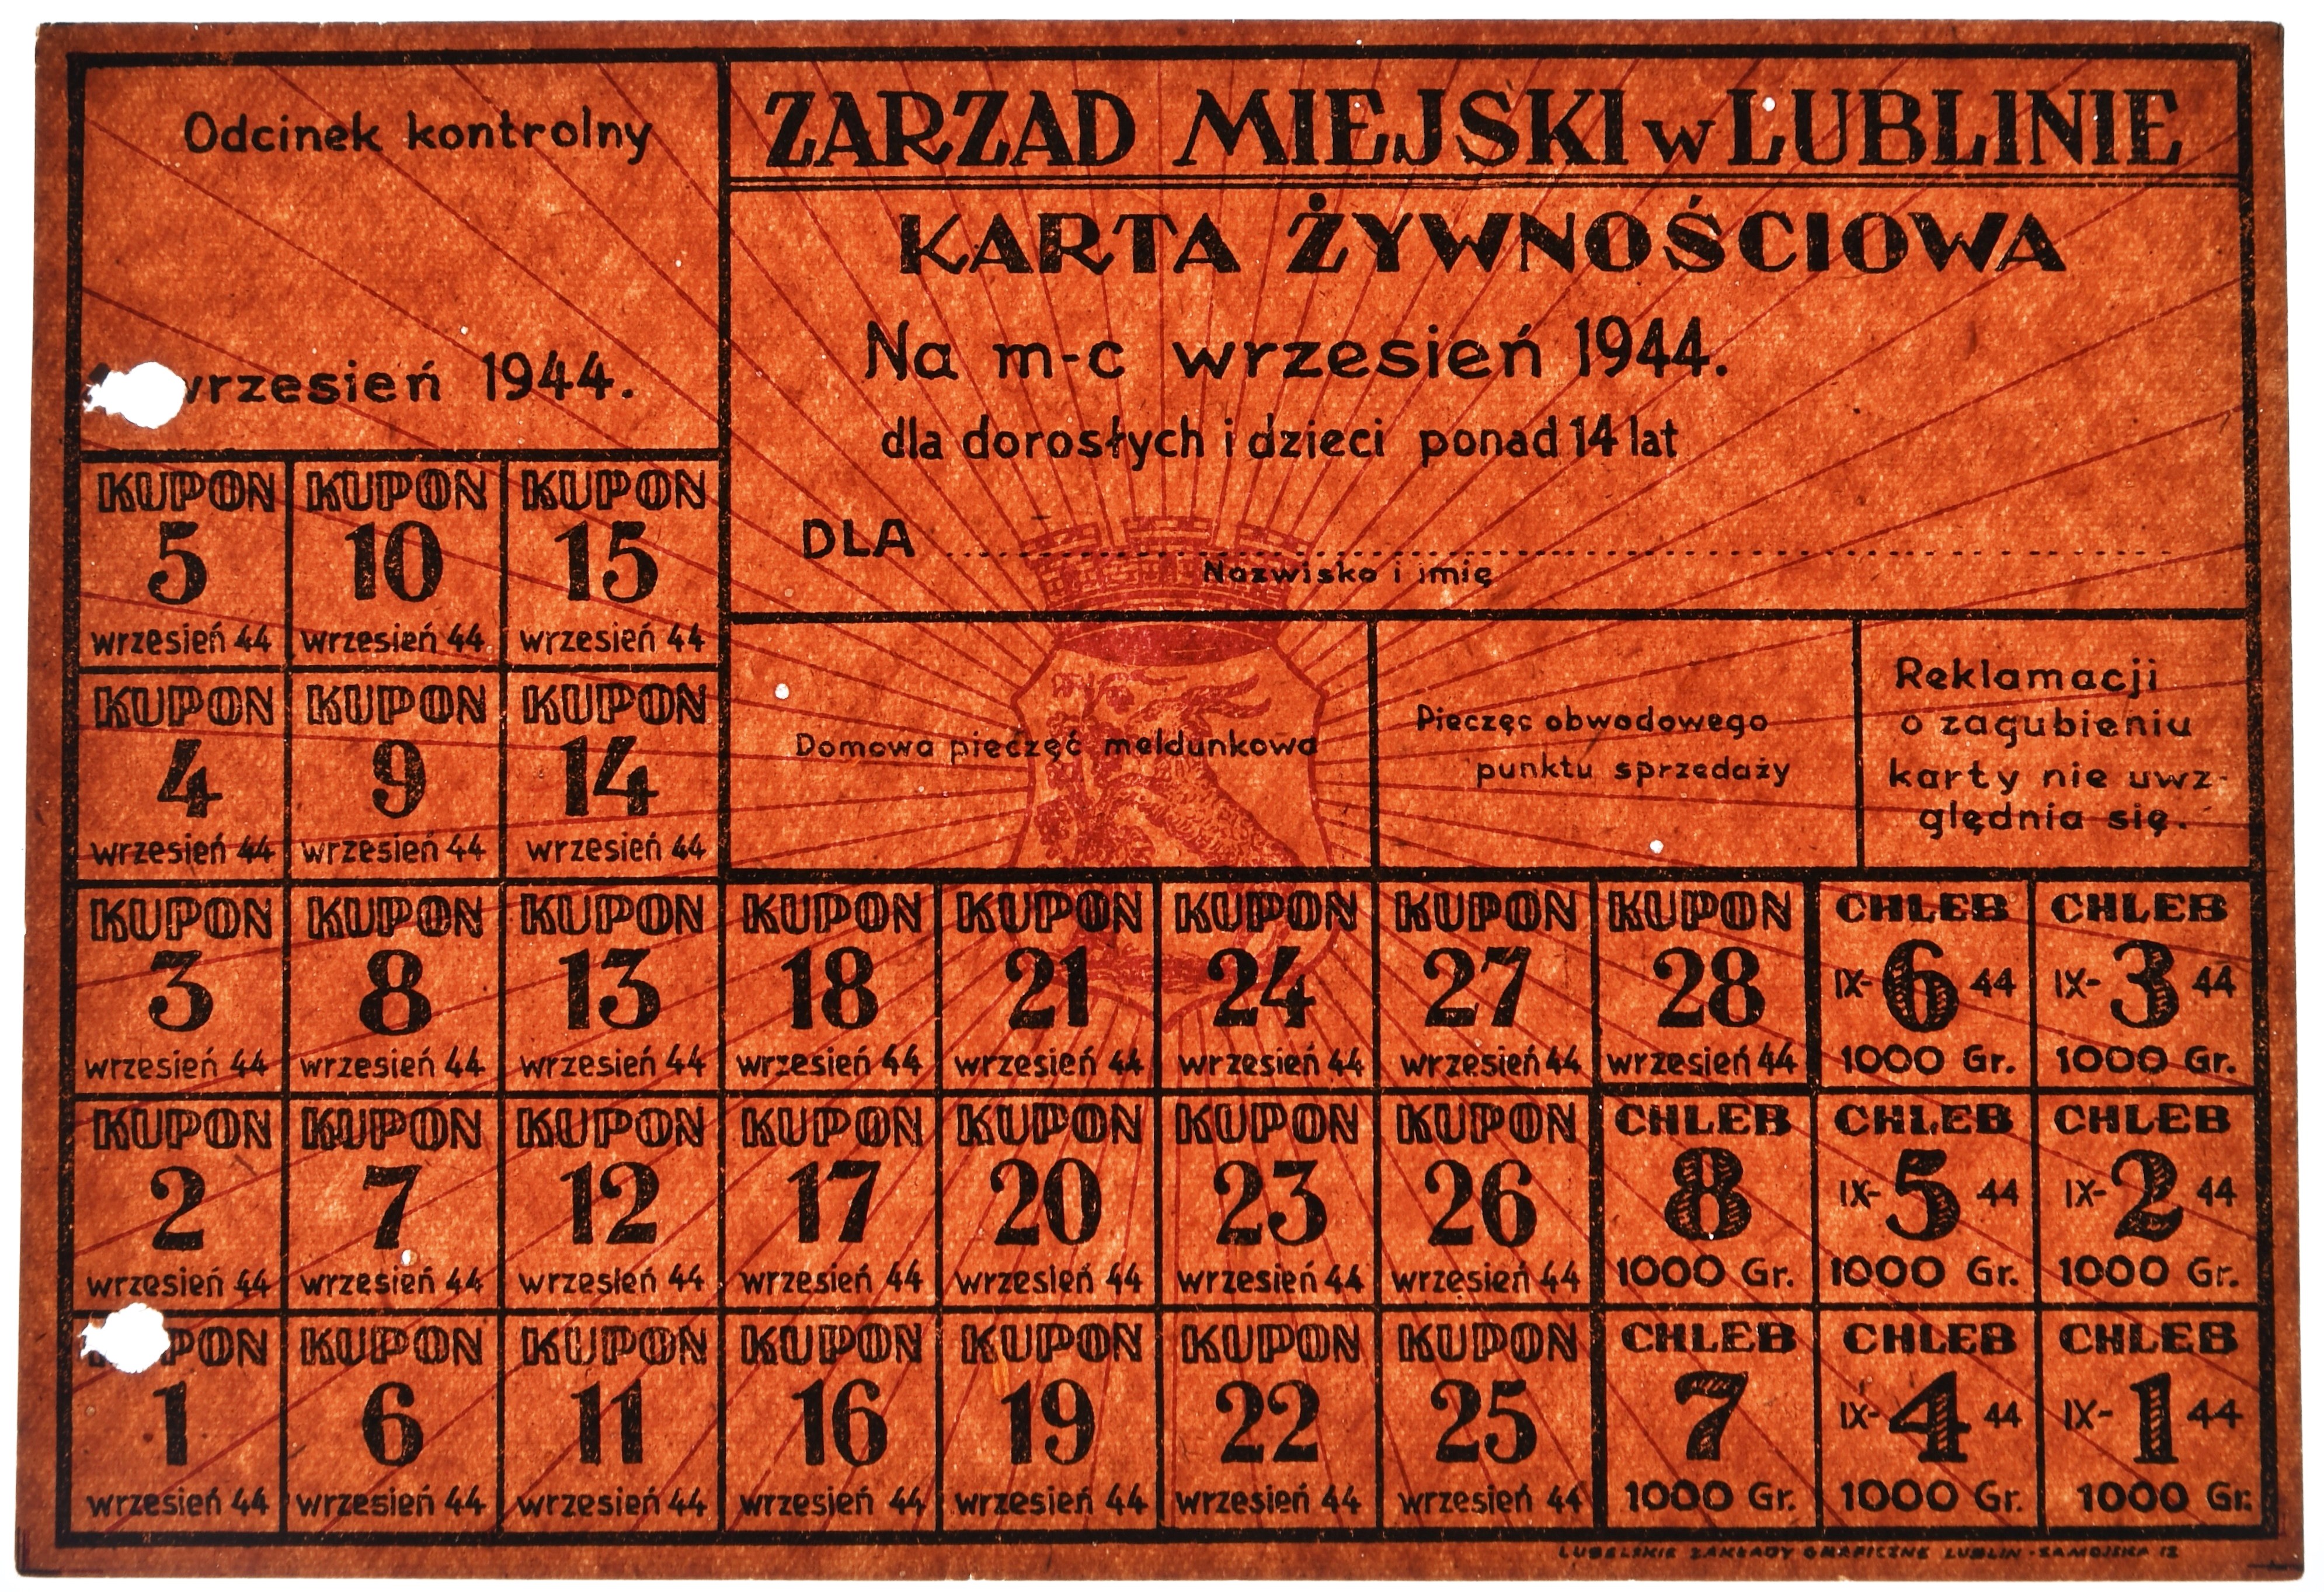 Odcinek kontrolny
wrzesień 1944.
ZARZAD MIEJSKI w LUBLINIE
KARTA ŻYWNOŚCIOWA
Na m-c wrzesień 1944.
dla dorosłych i dzieci ponad 14 lat
DLA
Nazwisko i imię
Domowa pieczęć meldunkowa
Pieczęc obwodowego
punktu sprzedaży
Reklamacji
o zagubieniu
karty nie uwz-
ględnia się.
KUPON KUPON KUPON
5 10 15
wrzesień 44 wrzesień 44 wrzesień 44
KUPON KUPON KUPON
4 9 14
wrzesień 44 wrzesień 44 wrzesień 44
KUPON KUPON KUPON KUPON KUPON KUPON KUPON KUPON CHLEB CHLEB
3 8 13 18 21 24 27 28 IX-6 44 IX-3 44
wrzesień 44 wrzesień 44 wrzesień 44 wrzesień 44 wrzesień 44 wrzesień 44 wrzesień 44 wrzesień 44 1000 Gr. 1000 Gr.
KUPON KUPON KUPON KUPON KUPON KUPON KUPON CHLEB CHLEB CHLEB
2 7 12 17 20 23 26 8 IX-5 44 IX-2 44
wrzesień 44 wrzesień 44 wrzesień 44 wrzesień 44 wrzesień 44 wrzesień 44 wrzesień 44 1000 Gr. 1000 Gr. 1000 Gr.
PON KUPON KUPON KUPON KUPON KUPON KUPON CHLEB CHLEB CHLEB
1 6 11 16 19 22 25 7 IX-4 44 IX-1 44
wrzesień 44 wrzesień 44 wrzesień 44 wrzesień 44 wrzesień 44 wrzesień 44 wrzesień 44 1000 Gr. 1000 Gr. 1000 Gr.
LUBELSKIE ZAKŁADY GRAFICZNE LUBLIN - ZAMOJSKA 12